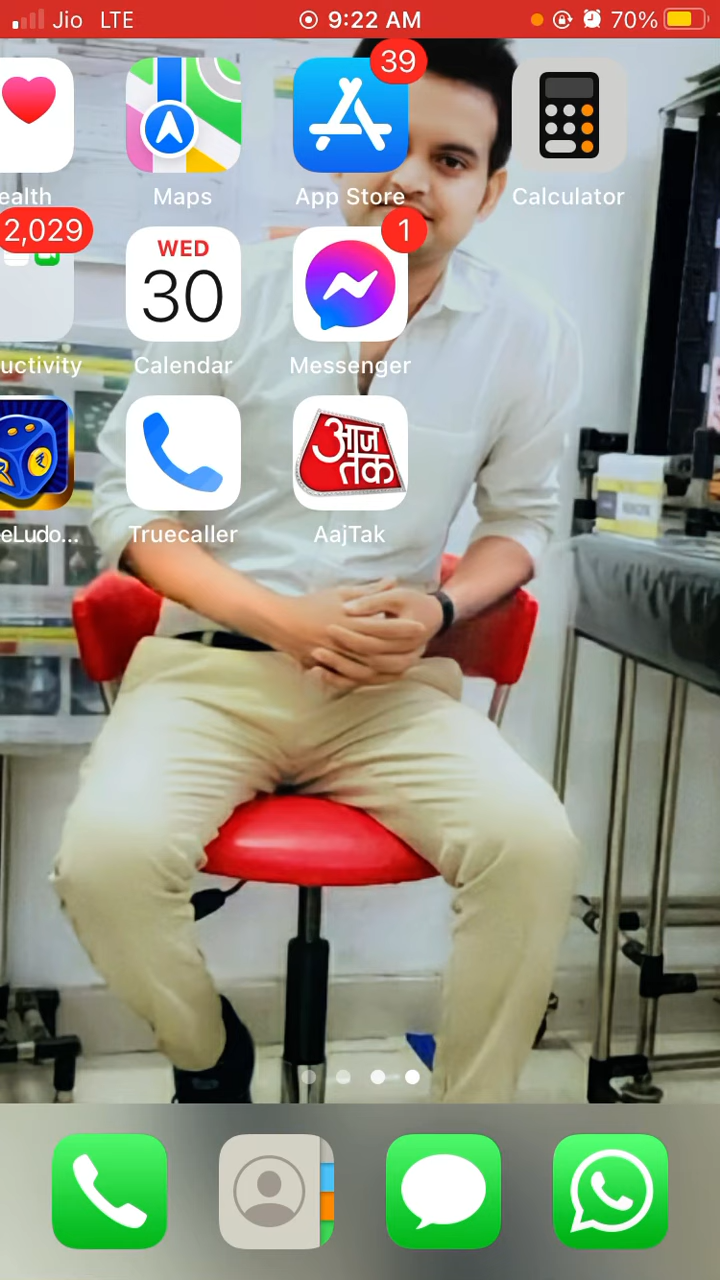 Jio LTE 9:22 AM 70%
39
ealth Maps App Store Calculator
2,029 WED 1
30
uctivity Calendar Messenger
आज
तक
eLudo... Truecaller AajTak